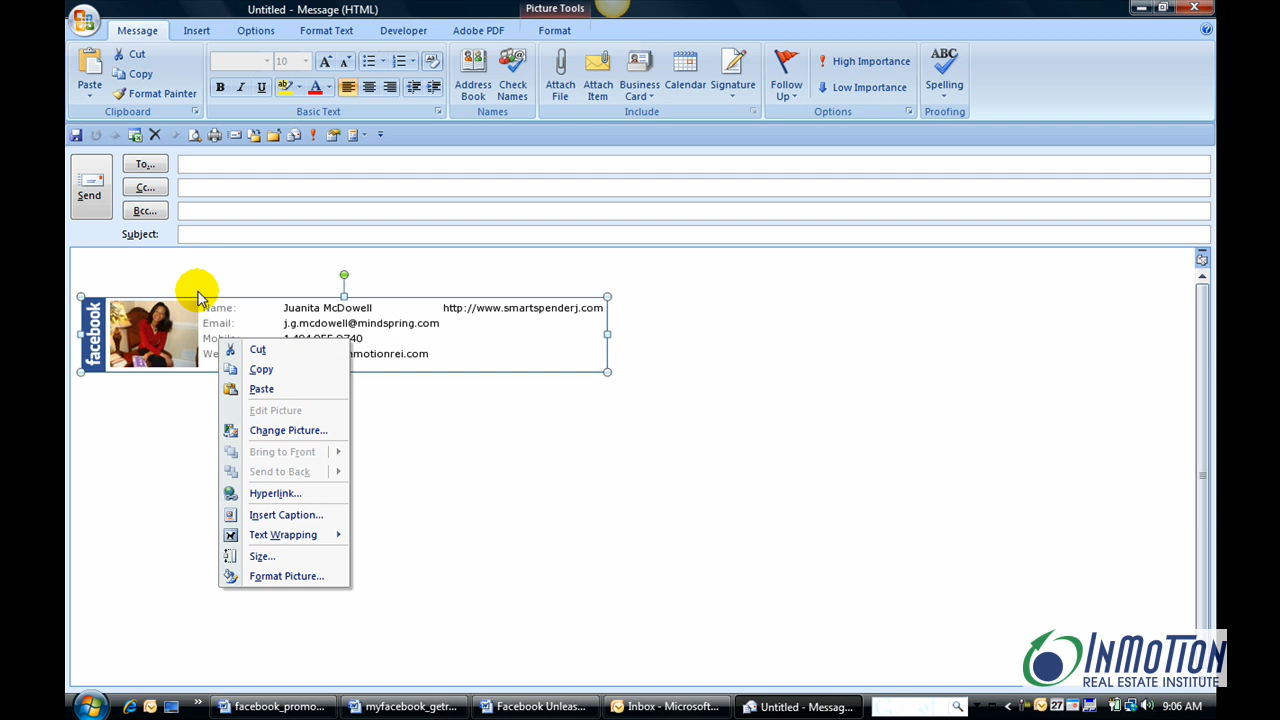 Untitled - Message (HTML)
Picture Tools
Message Insert Options Format Text Developer Adobe PDF Format
Paste
Cut
Copy
Format Painter
Clipboard
10
B I U
ab
A
Basic Text
Address Book
Check Names
Names
Attach File
Attach Item
Business Card
Calendar
Signature
Include
Follow Up
High Importance
Low Importance
Options
ABC
Spelling
Proofing
Send
To...
Cc...
Bcc...
Subject:
facebook
Name: Juanita McDowell http://www.smartspenderj.com
Email: j.g.mcdowell@mindspring.com
Cut
Copy
Paste
Edit Picture
Change Picture...
Bring to Front
Send to Back
Hyperlink...
Insert Caption...
Text Wrapping
Size...
Format Picture...
INMOTION
REAL ESTATE INSTITUTE
facebook_promo...
myfacebook_getr...
Facebook Unleas...
Inbox - Microsoft...
Untitled - Messag...
27
9:06 AM